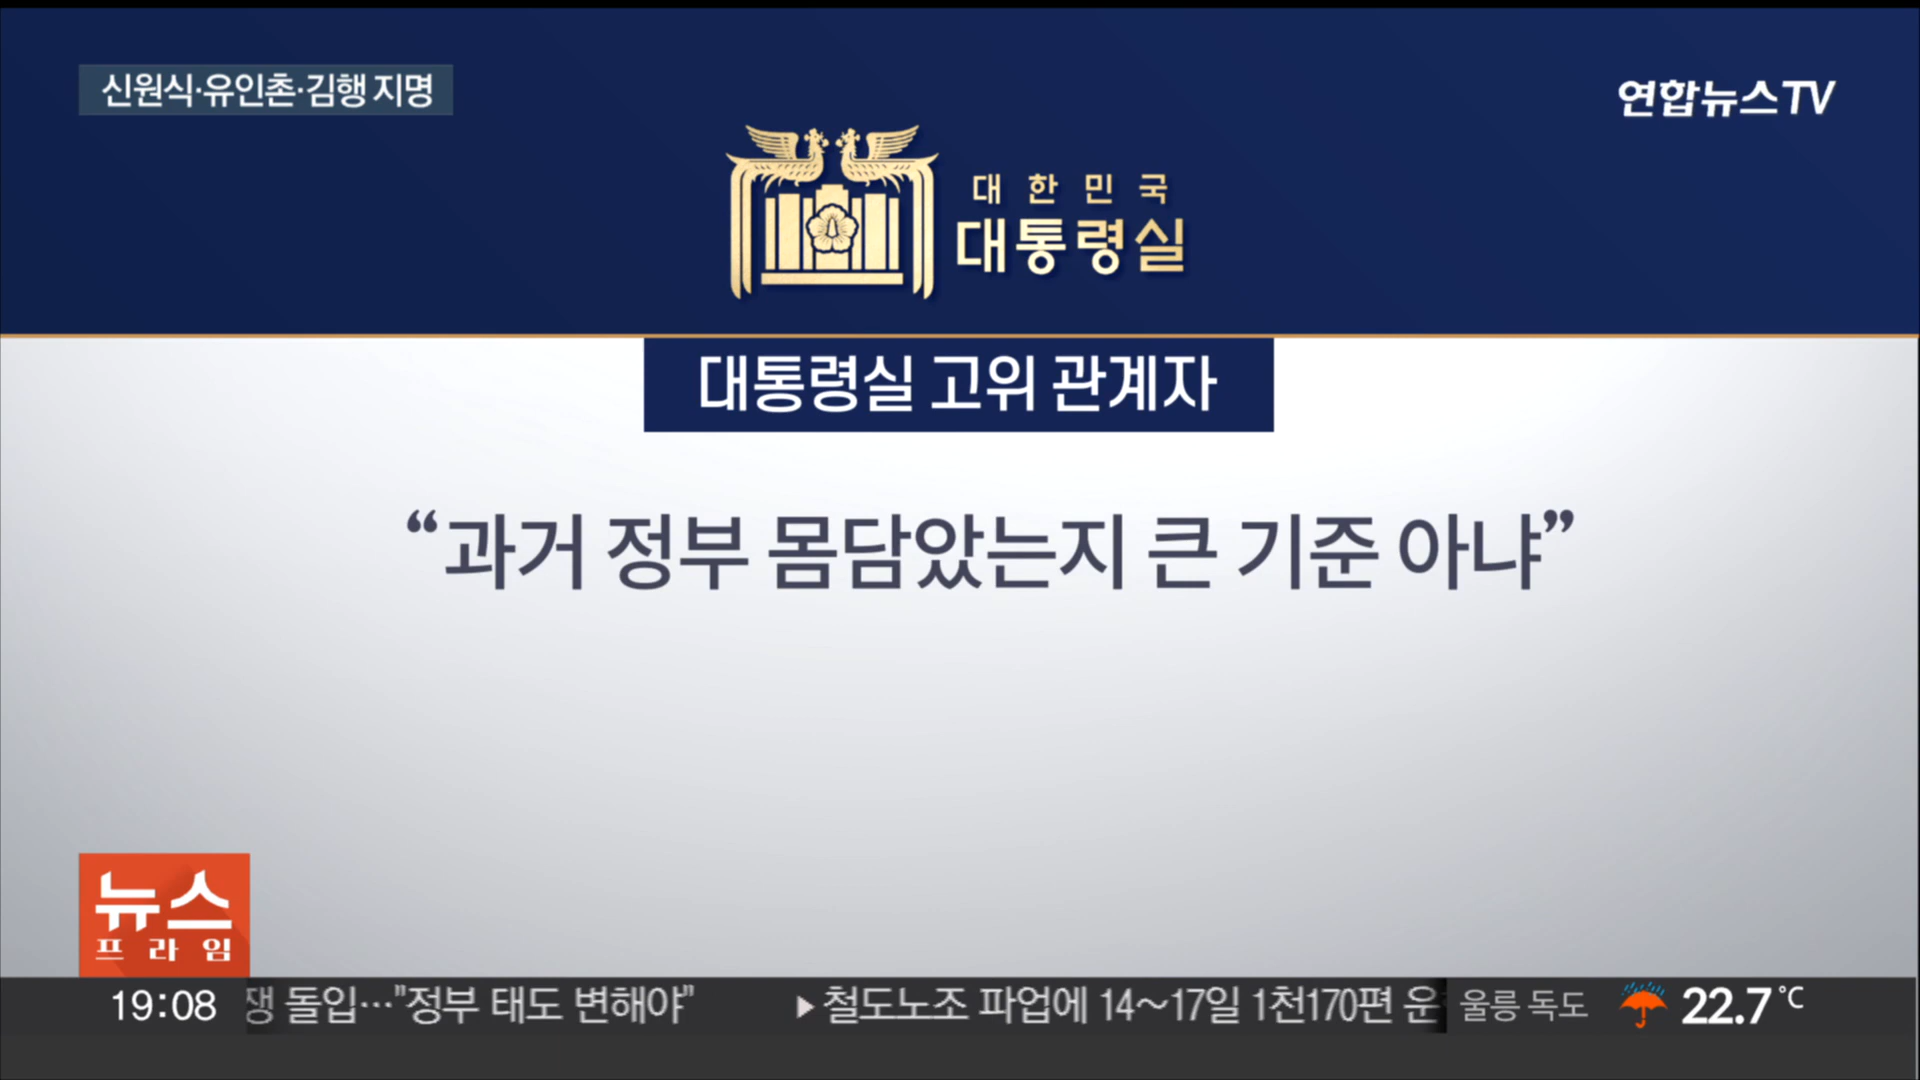 신원식·유인촌·김행 지명
연합뉴스TV
대한민국
대통령실
대통령실 고위 관계자
“과거 정부 몸담았는지 큰 기준 아냐”
뉴스
프라임
19:08 쟁 돌입…"정부 태도 변해야" ▶철도노조 파업에 14~17일 1천170편 운 울릉 독도 22.7℃